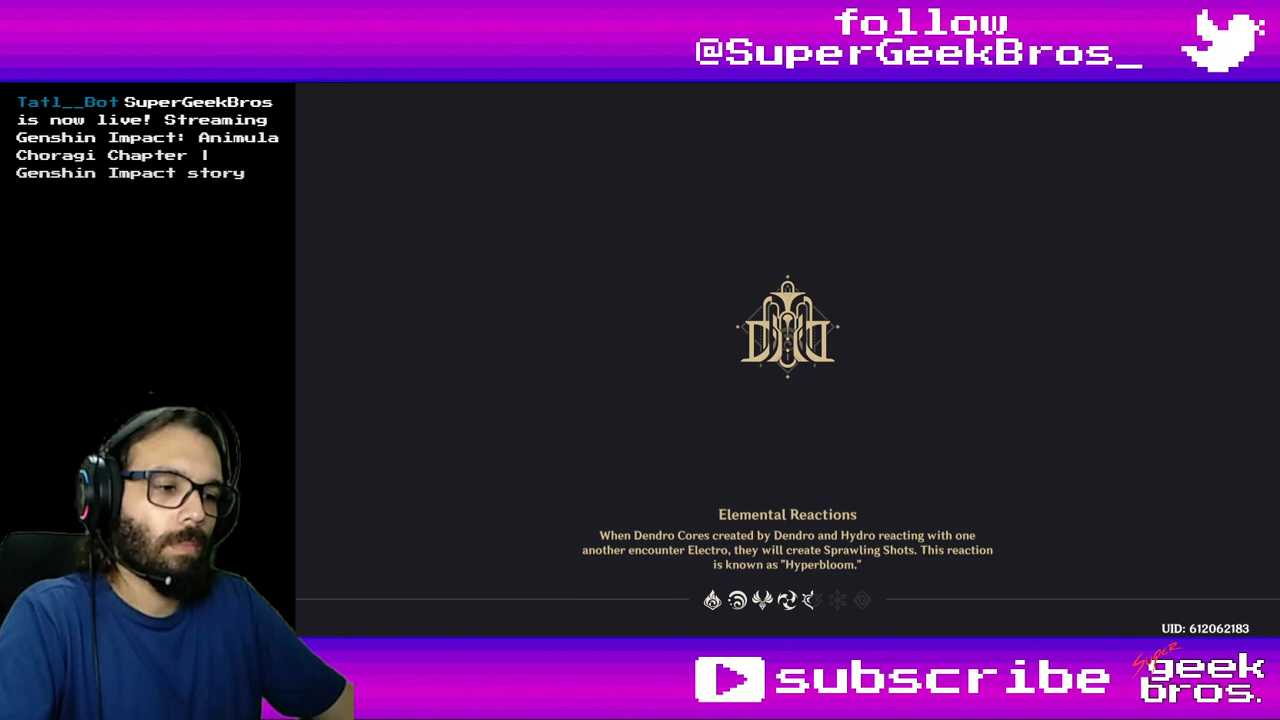 follow
@SuperGeekBros_
Tatl__Bot SuperGeekBros
is now live! Streaming
Genshin Impact: Animula
Choragi Chapter |
Genshin Impact story
Elemental Reactions
When Dendro Cores created by Dendro and Hydro reacting with one
another encounter Electro, they will create Sprawling Shots. This reaction
is known as "Hyperbloom."
UID: 612062183
subscribe
SUPER
geek
bros.